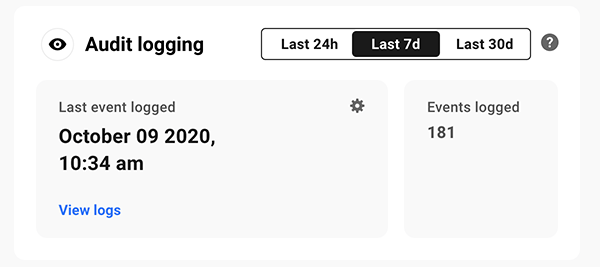 Audit logging
Last 24h Last 7d Last 30d ?
Last event logged
October 09 2020,
10:34 am
View logs
Events logged
181